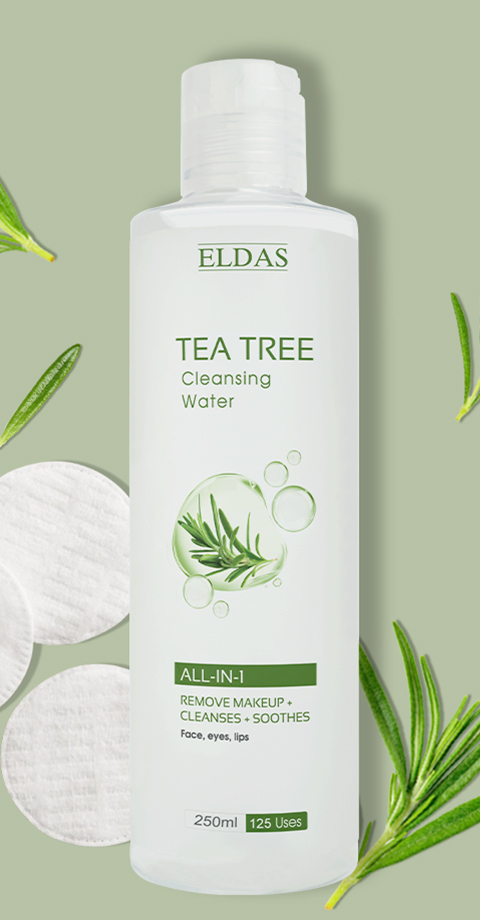 ELDAS
TEA TREE
Cleansing
Water
ALL-IN-1
REMOVE MAKEUP +
CLEANSES + SOOTHES
Face, eyes, lips
250ml 125 Uses